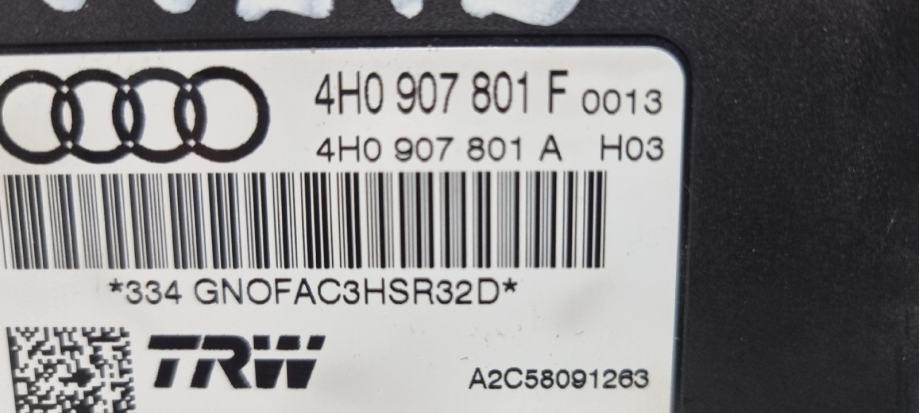 4H0 907 801 F 0013
4H0 907 801 A H03
*334 GNOFAC3HSR32D*
TRW
A2C58091263